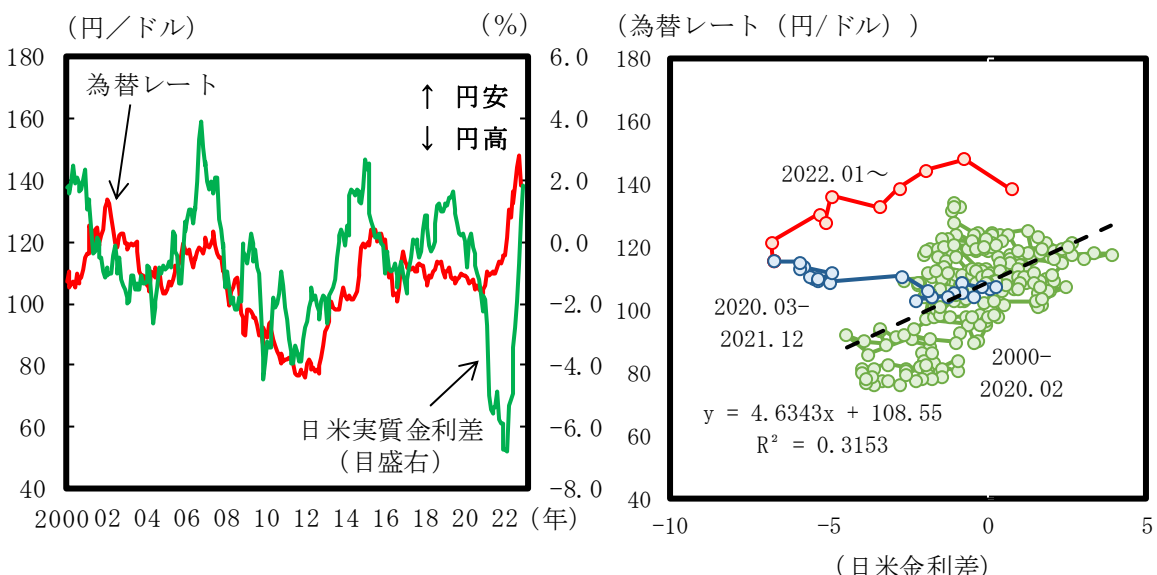 (円／ドル)
(％)
180
160
140
120
100
80
60
40
6.0
4.0
2.0
0.0
-2.0
-4.0
-6.0
-8.0
為替レート
↑ 円安
↓ 円高
日米実質金利差
(目盛右)
2000 02 04 06 08 10 12 14 16 18 20 22 (年)
(為替レート (円/ドル) )
180
160
140
120
100
80
60
40
2022.01～
2020.03-
2021.12
2000-
2020.02
y = 4.6343x + 108.55
R² = 0.3153
-10 -5 0 5
(日米金利差)